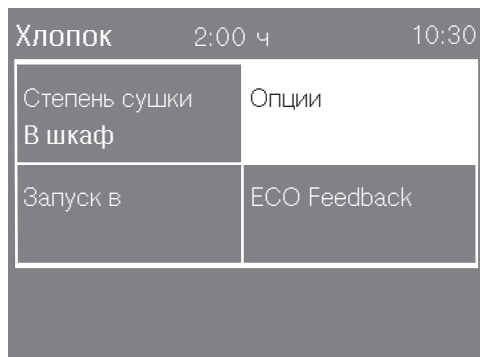 Хлопок 2:00 ч 10:30
Степень сушки Опции
В шкаф
Запуск в ECO Feedback